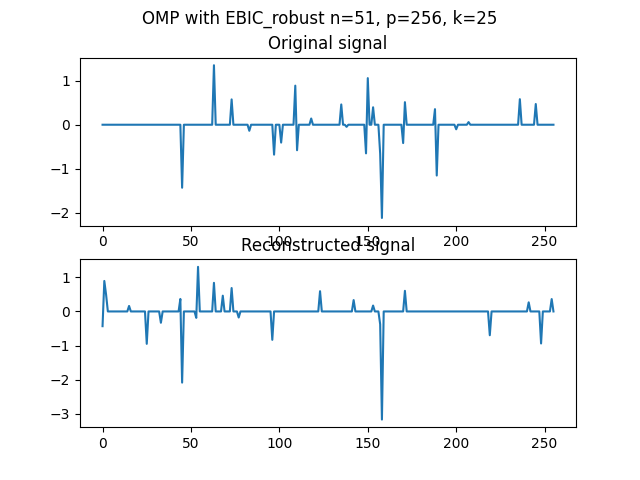 OMP with EBIC_robust n=51, p=256, k=25
Original signal
1
0
−1
−2
0 50 100 150 200 250
Reconstructed signal
1
0
−1
−2
−3
0 50 100 150 200 250